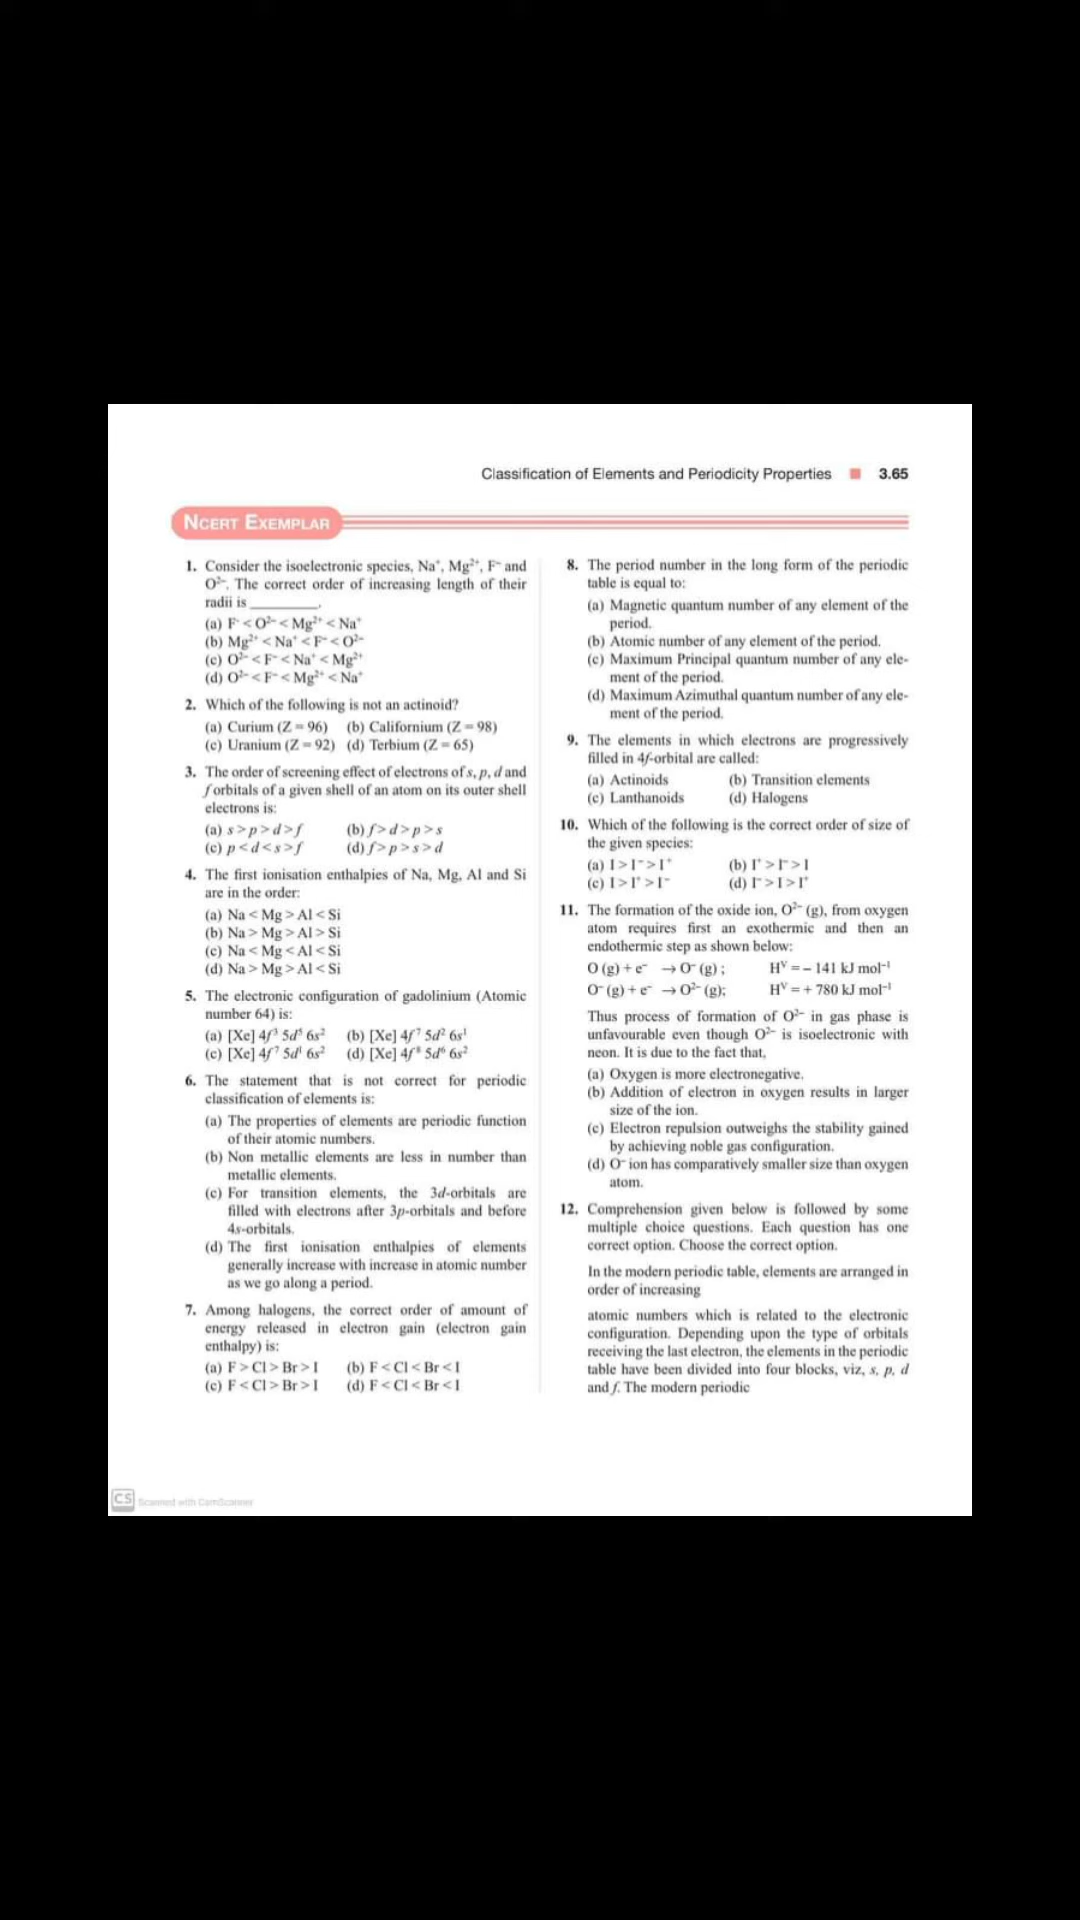 Classification of Elements and Periodicity Properties ■ 3.65
NCERT EXEMPLAR
1. Consider the isoelectronic species, Na⁺, Mg²⁺, F⁻ and
O²⁻. The correct order of increasing length of their
radii is ________.
(a) F⁻ < O²⁻ < Mg²⁺ < Na⁺
(b) Mg²⁺ < Na⁺ < F⁻ < O²⁻
(c) O²⁻ < F⁻ < Na⁺ < Mg²⁺
(d) O²⁻ < F⁻ < Mg²⁺ < Na⁺
2. Which of the following is not an actinoid?
(a) Curium (Z = 96) (b) Californium (Z = 98)
(c) Uranium (Z = 92) (d) Terbium (Z = 65)
3. The order of screening effect of electrons of s, p, d and
f orbitals of a given shell of an atom on its outer shell
electrons is:
(a) s > p > d > f (b) f > d > p > s
(c) p < d < s > f (d) f > p > s > d
4. The first ionisation enthalpies of Na, Mg, Al and Si
are in the order:
(a) Na < Mg > Al < Si
(b) Na > Mg > Al > Si
(c) Na < Mg < Al < Si
(d) Na > Mg > Al < Si
5. The electronic configuration of gadolinium (Atomic
number 64) is:
(a) [Xe] 4f³ 5d⁵ 6s² (b) [Xe] 4f⁷ 5d² 6s¹
(c) [Xe] 4f⁷ 5d¹ 6s² (d) [Xe] 4f⁸ 5d⁶ 6s²
6. The statement that is not correct for periodic
classification of elements is:
(a) The properties of elements are periodic function
of their atomic numbers.
(b) Non metallic elements are less in number than
metallic elements.
(c) For transition elements, the 3d-orbitals are
filled with electrons after 3p-orbitals and before
4s-orbitals.
(d) The first ionisation enthalpies of elements
generally increase with increase in atomic number
as we go along a period.
7. Among halogens, the correct order of amount of
energy released in electron gain (electron gain
enthalpy) is:
(a) F > Cl > Br > I (b) F < Cl < Br < I
(c) F < Cl > Br > I (d) F < Cl < Br < I
8. The period number in the long form of the periodic
table is equal to:
(a) Magnetic quantum number of any element of the
period.
(b) Atomic number of any element of the period.
(c) Maximum Principal quantum number of any ele-
ment of the period.
(d) Maximum Azimuthal quantum number of any ele-
ment of the period.
9. The elements in which electrons are progressively
filled in 4f-orbital are called:
(a) Actinoids (b) Transition elements
(c) Lanthanoids (d) Halogens
10. Which of the following is the correct order of size of
the given species:
(a) I > I⁻ > I⁺ (b) I⁺ > I⁻ > I
(c) I > I⁺ > I⁻ (d) I⁻ > I > I⁺
11. The formation of the oxide ion, O²⁻ (g), from oxygen
atom requires first an exothermic and then an
endothermic step as shown below:
O (g) + e⁻ → O⁻ (g) ; Hⱽ = – 141 kJ mol⁻¹
O⁻ (g) + e⁻ → O²⁻ (g); Hⱽ = + 780 kJ mol⁻¹
Thus process of formation of O²⁻ in gas phase is
unfavourable even though O²⁻ is isoelectronic with
neon. It is due to the fact that,
(a) Oxygen is more electronegative.
(b) Addition of electron in oxygen results in larger
size of the ion.
(c) Electron repulsion outweighs the stability gained
by achieving noble gas configuration.
(d) O⁻ ion has comparatively smaller size than oxygen
atom.
12. Comprehension given below is followed by some
multiple choice questions. Each question has one
correct option. Choose the correct option.
In the modern periodic table, elements are arranged in
order of increasing
atomic numbers which is related to the electronic
configuration. Depending upon the type of orbitals
receiving the last electron, the elements in the periodic
table have been divided into four blocks, viz, s, p, d
and f. The modern periodic
CS Scanned with CamScanner